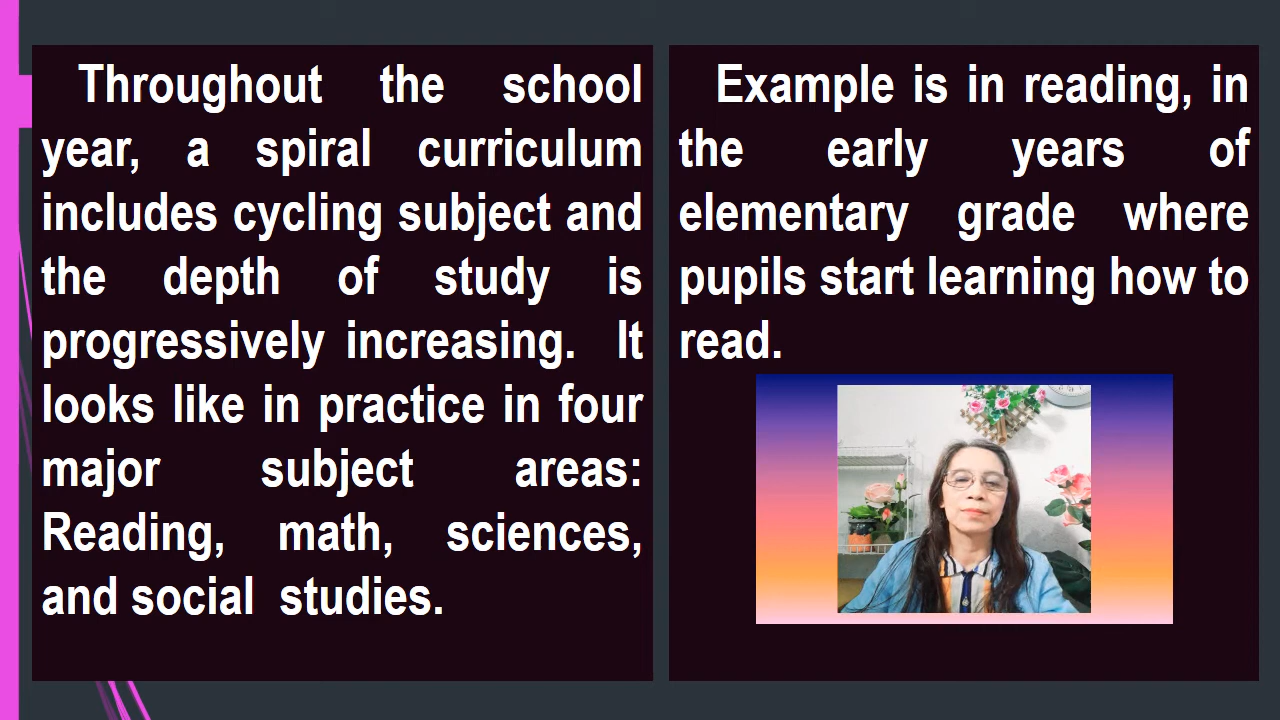 Throughout the school
year, a spiral curriculum
includes cycling subject and
the depth of study is
progressively increasing. It
looks like in practice in four
major subject areas:
Reading, math, sciences,
and social studies.
Example is in reading, in
the early years of
elementary grade where
pupils start learning how to
read.